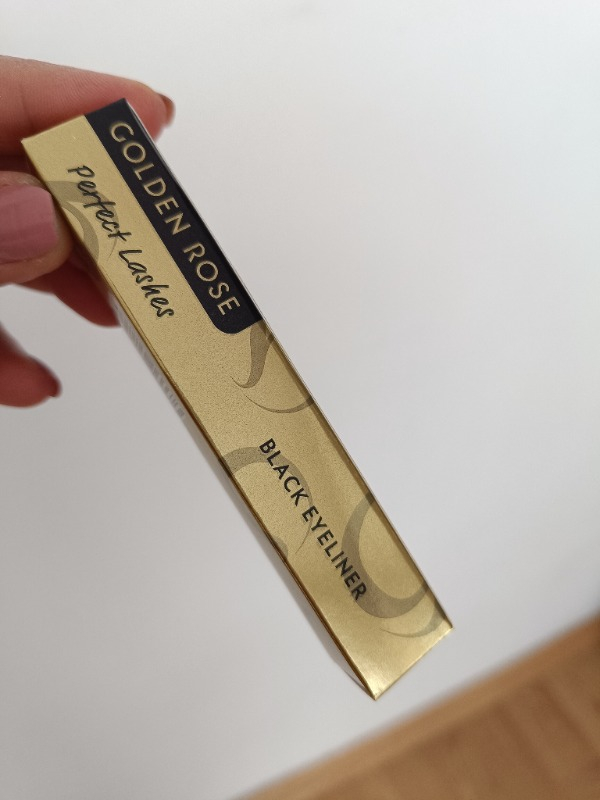 GOLDEN ROSE
Perfect Lashes
BLACK EYELINER